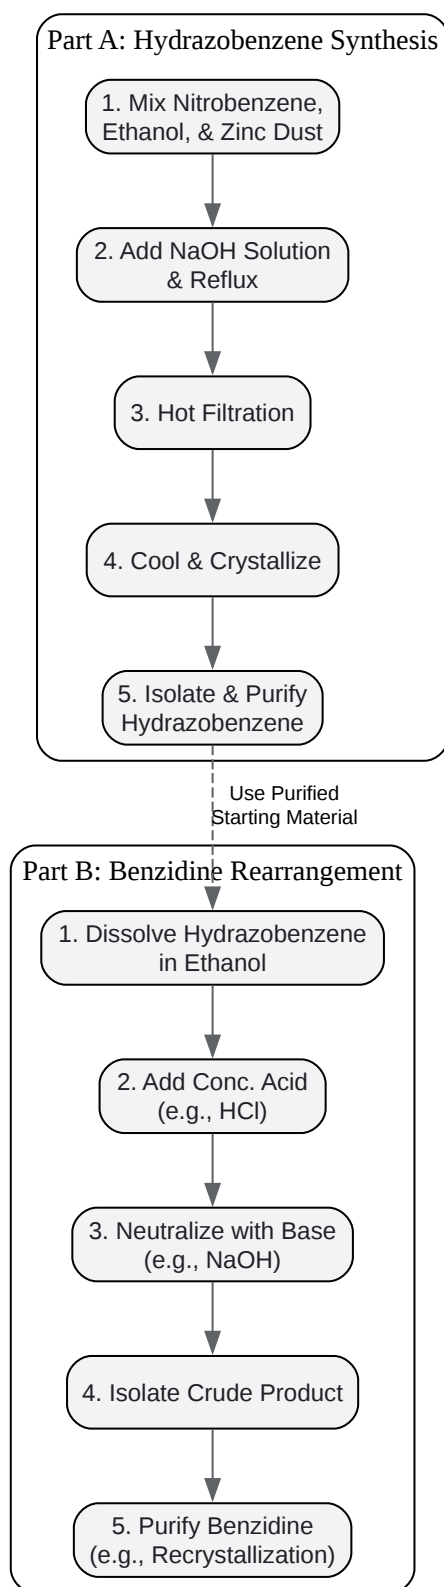 Part A: Hydrazobenzene Synthesis
1. Mix Nitrobenzene,
Ethanol, & Zinc Dust
2. Add NaOH Solution
& Reflux
3. Hot Filtration
4. Cool & Crystallize
5. Isolate & Purify
Hydrazobenzene
Use Purified
Starting Material
Part B: Benzidine Rearrangement
1. Dissolve Hydrazobenzene
in Ethanol
2. Add Conc. Acid
(e.g., HCl)
3. Neutralize with Base
(e.g., NaOH)
4. Isolate Crude Product
5. Purify Benzidine
(e.g., Recrystallization)